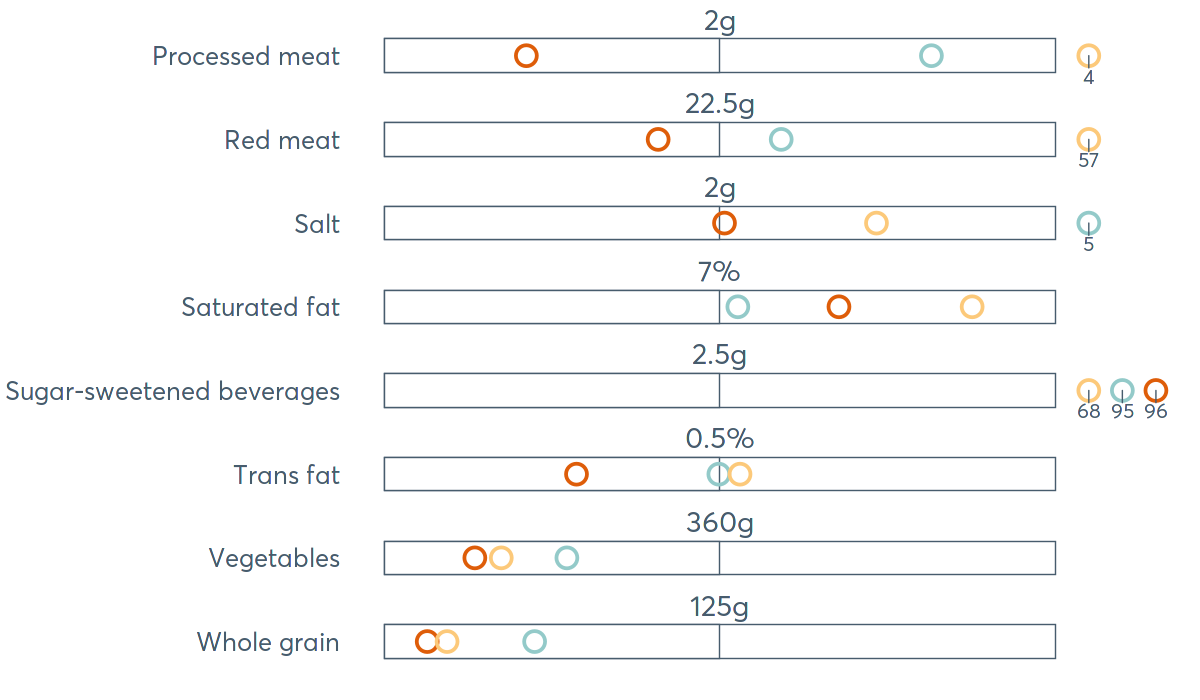 2g
Processed meat
4
22.5g
Red meat
57
2g
Salt
5
7%
Saturated fat
2.5g
Sugar-sweetened beverages
68 95 96
0.5%
Trans fat
360g
Vegetables
125g
Whole grain